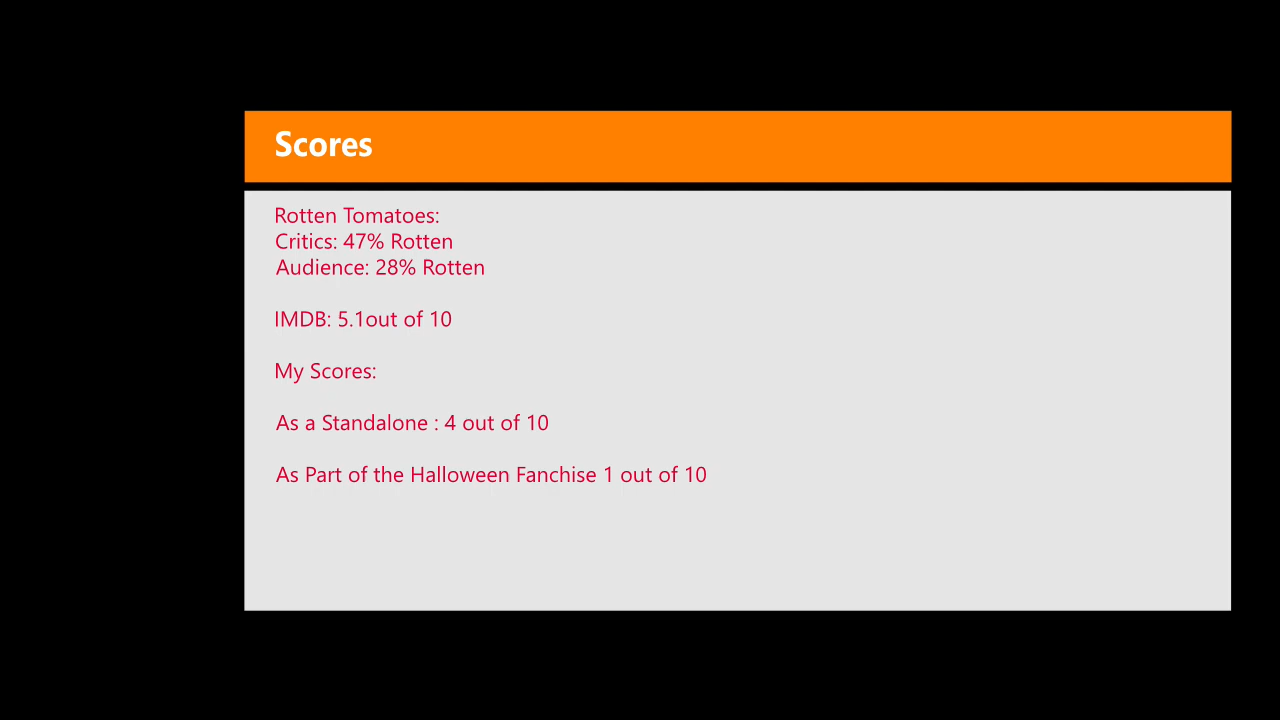 Scores
Rotten Tomatoes:
Critics: 47% Rotten
Audience: 28% Rotten
IMDB: 5.1out of 10
My Scores:
As a Standalone : 4 out of 10
As Part of the Halloween Fanchise 1 out of 10